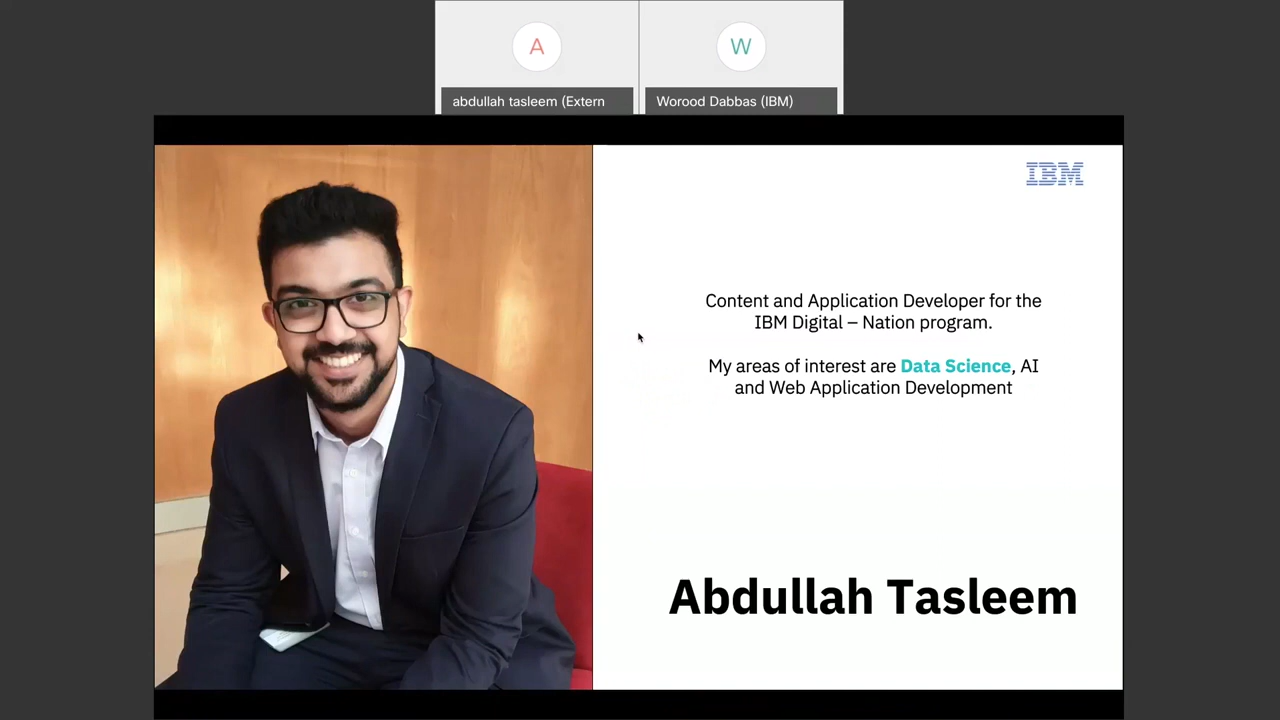 A
W
abdullah tasleem (Extern
Worood Dabbas (IBM)
IBM
Content and Application Developer for the
IBM Digital – Nation program.
My areas of interest are Data Science, AI
and Web Application Development
Abdullah Tasleem